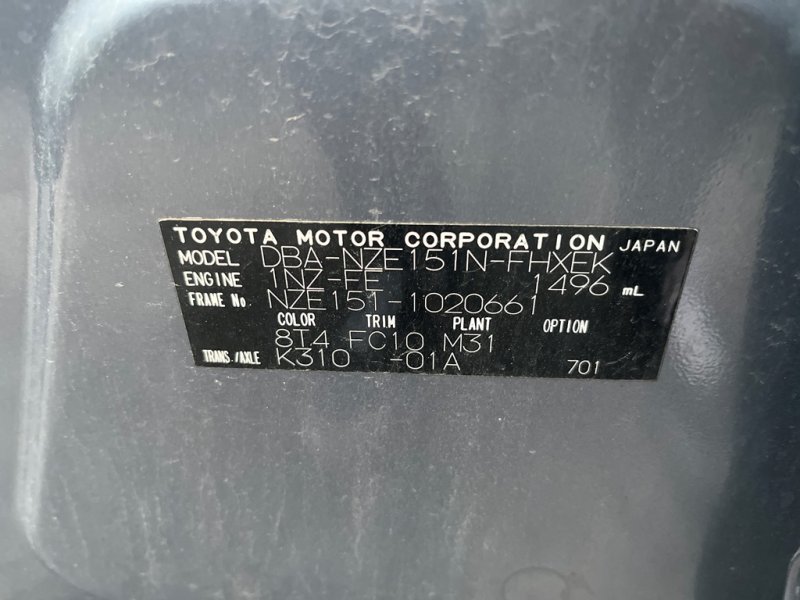 TOYOTA MOTOR CORPORATION JAPAN
MODEL DBA-NZE151N-FHXEK
ENGINE 1NZ-FE 1496 mL
FRAME No. NZE151-1020661
COLOR TRIM PLANT OPTION
8T4 FC10 M31
TRANS./AXLE K310 -01A 701